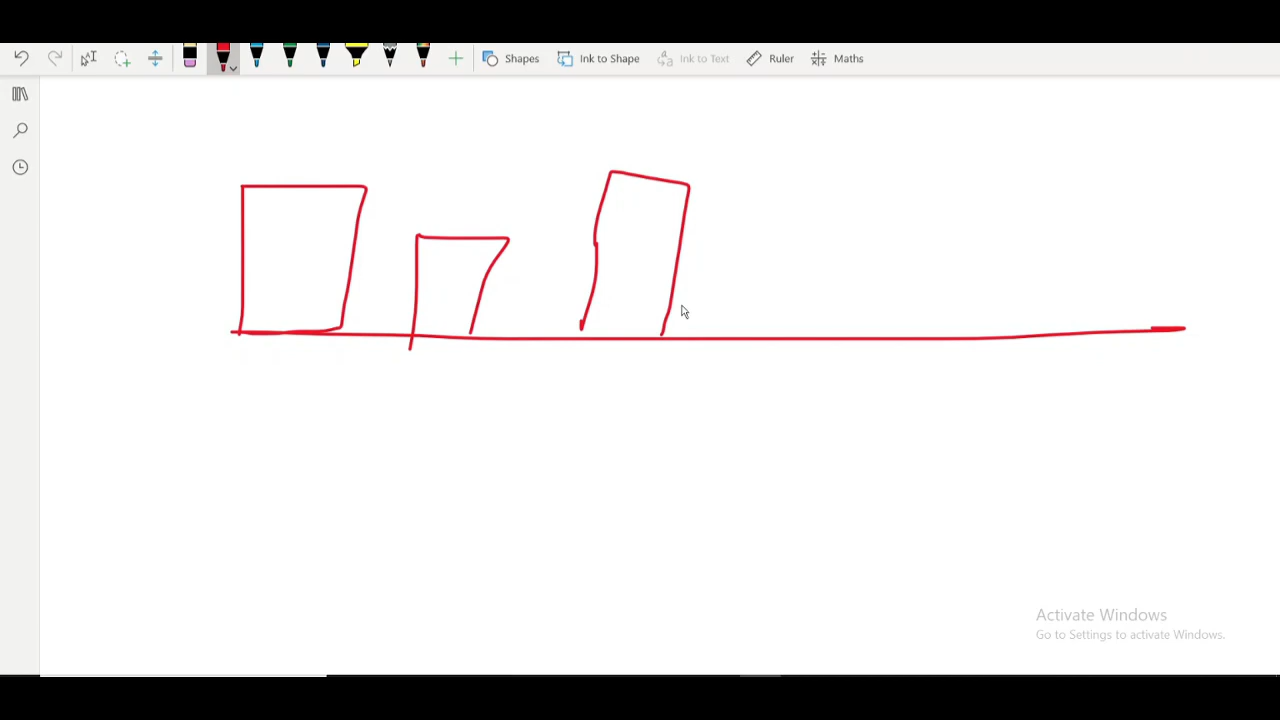 Shapes Ink to Shape Ink to Text Ruler Maths
Activate Windows
Go to Settings to activate Windows.